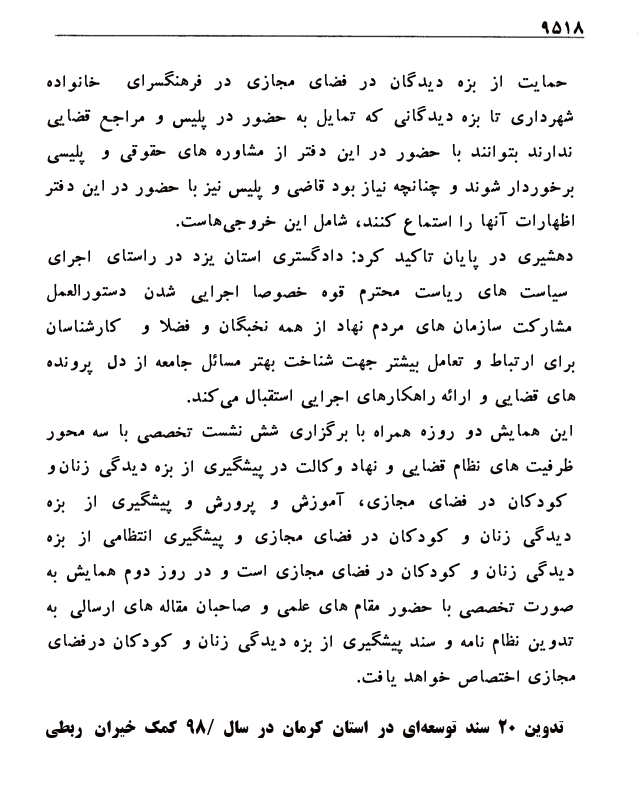 ۹۵۱۸
حمایت از بزه دیدگان در فضای مجازی در فرهنگسرای خانواده
شهرداری تا بزه دیدگانی که تمایل به حضور در پلیس و مراجع قضایی
ندارند بتوانند با حضور در این دفتر از مشاوره های حقوقی و پلیسی
برخوردار شوند و چنانچه نیاز بود قاضی و پلیس نیز با حضور در این دفتر
اظهارات آنها را استماع کنند، شامل این خروجی‌هاست.
دهشیری در پایان تاکید کرد: دادگستری استان یزد در راستای اجرای
سیاست های ریاست محترم قوه خصوصا اجرایی شدن دستورالعمل
مشارکت سازمان های مردم نهاد از همه نخبگان و فضلا و کارشناسان
برای ارتباط و تعامل بیشتر جهت شناخت بهتر مسائل جامعه از دل پرونده
های قضایی و ارائه راهکارهای اجرایی استقبال می‌کند.
این همایش دو روزه همراه با برگزاری شش نشست تخصصی با سه محور
ظرفیت های نظام قضایی و نهاد وکالت در پیشگیری از بزه دیدگی زنان و
کودکان در فضای مجازی، آموزش و پرورش و پیشگیری از بزه
دیدگی زنان و کودکان در فضای مجازی و پیشگیری انتظامی از بزه
دیدگی زنان و کودکان در فضای مجازی است و در روز دوم همایش به
صورت تخصصی با حضور مقام های علمی و صاحبان مقاله های ارسالی به
تدوین نظام نامه و سند پیشگیری از بزه دیدگی زنان و کودکان درفضای
مجازی اختصاص خواهد یافت.
تدوین ۲۰ سند توسعه‌ای در استان کرمان در سال /۹۸ کمک خیران ربطی